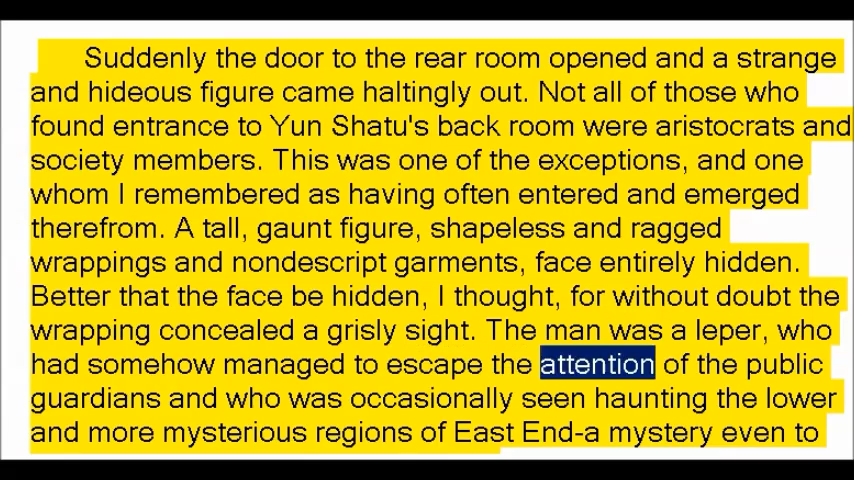 Suddenly the door to the rear room opened and a strange
and hideous figure came haltingly out. Not all of those who
found entrance to Yun Shatu's back room were aristocrats and
society members. This was one of the exceptions, and one
whom I remembered as having often entered and emerged
therefrom. A tall, gaunt figure, shapeless and ragged
wrappings and nondescript garments, face entirely hidden.
Better that the face be hidden, I thought, for without doubt the
wrapping concealed a grisly sight. The man was a leper, who
had somehow managed to escape the attention of the public
guardians and who was occasionally seen haunting the lower
and more mysterious regions of East End-a mystery even to